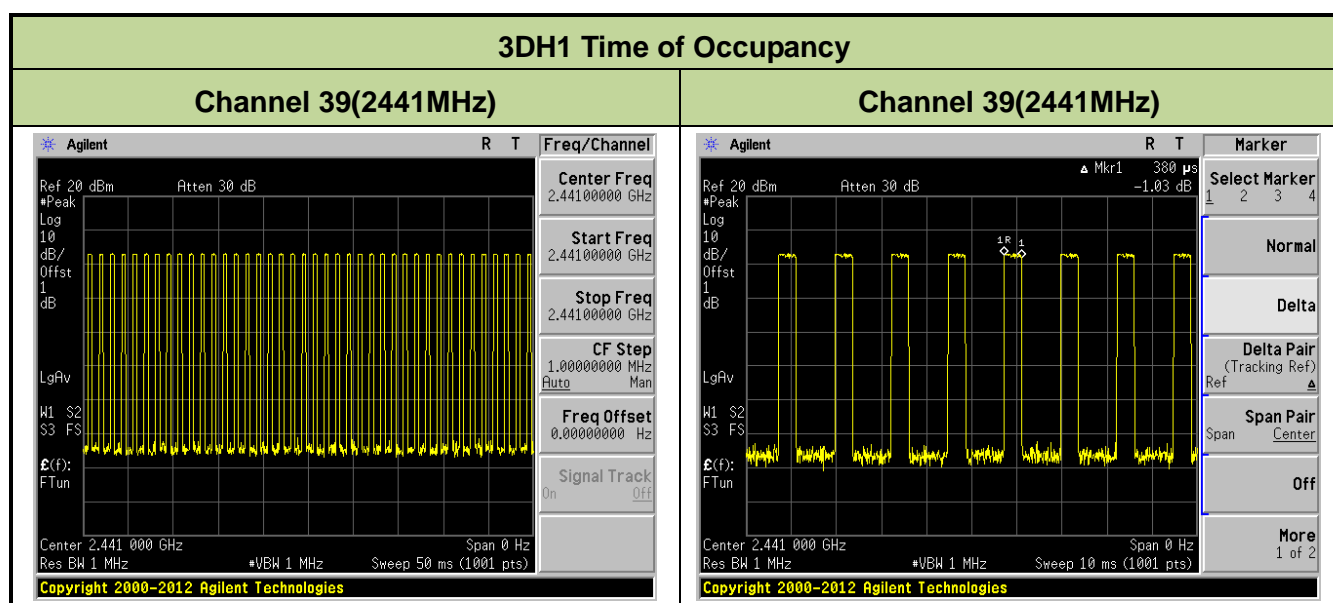 3DH1 Time of Occupancy
Channel 39(2441MHz)
Channel 39(2441MHz)
Agilent R T
Freq/Channel
Ref 20 dBm Atten 30 dB
#Peak
Log
10
dB/
Offst
1
dB
LgAv
W1 S2
S3 FS
£(f):
FTun
Center 2.441 000 GHz Span 0 Hz
Res BW 1 MHz #VBW 1 MHz Sweep 50 ms (1001 pts)
Copyright 2000-2012 Agilent Technologies
Center Freq
2.44100000 GHz
Start Freq
2.44100000 GHz
Stop Freq
2.44100000 GHz
CF Step
1.00000000 MHz
Auto Man
Freq Offset
0.00000000 Hz
Signal Track
On Off
Agilent R T
Marker
Δ Mkr1 380 µs
Ref 20 dBm Atten 30 dB -1.03 dB
#Peak
Log
10
dB/
Offst
1
dB
1R 1
LgAv
W1 S2
S3 FS
£(f):
FTun
Center 2.441 000 GHz Span 0 Hz
Res BW 1 MHz #VBW 1 MHz Sweep 10 ms (1001 pts)
Copyright 2000-2012 Agilent Technologies
Select Marker
1 2 3 4
Normal
Delta
Delta Pair
(Tracking Ref)
Ref Δ
Span Pair
Span Center
Off
More
1 of 2